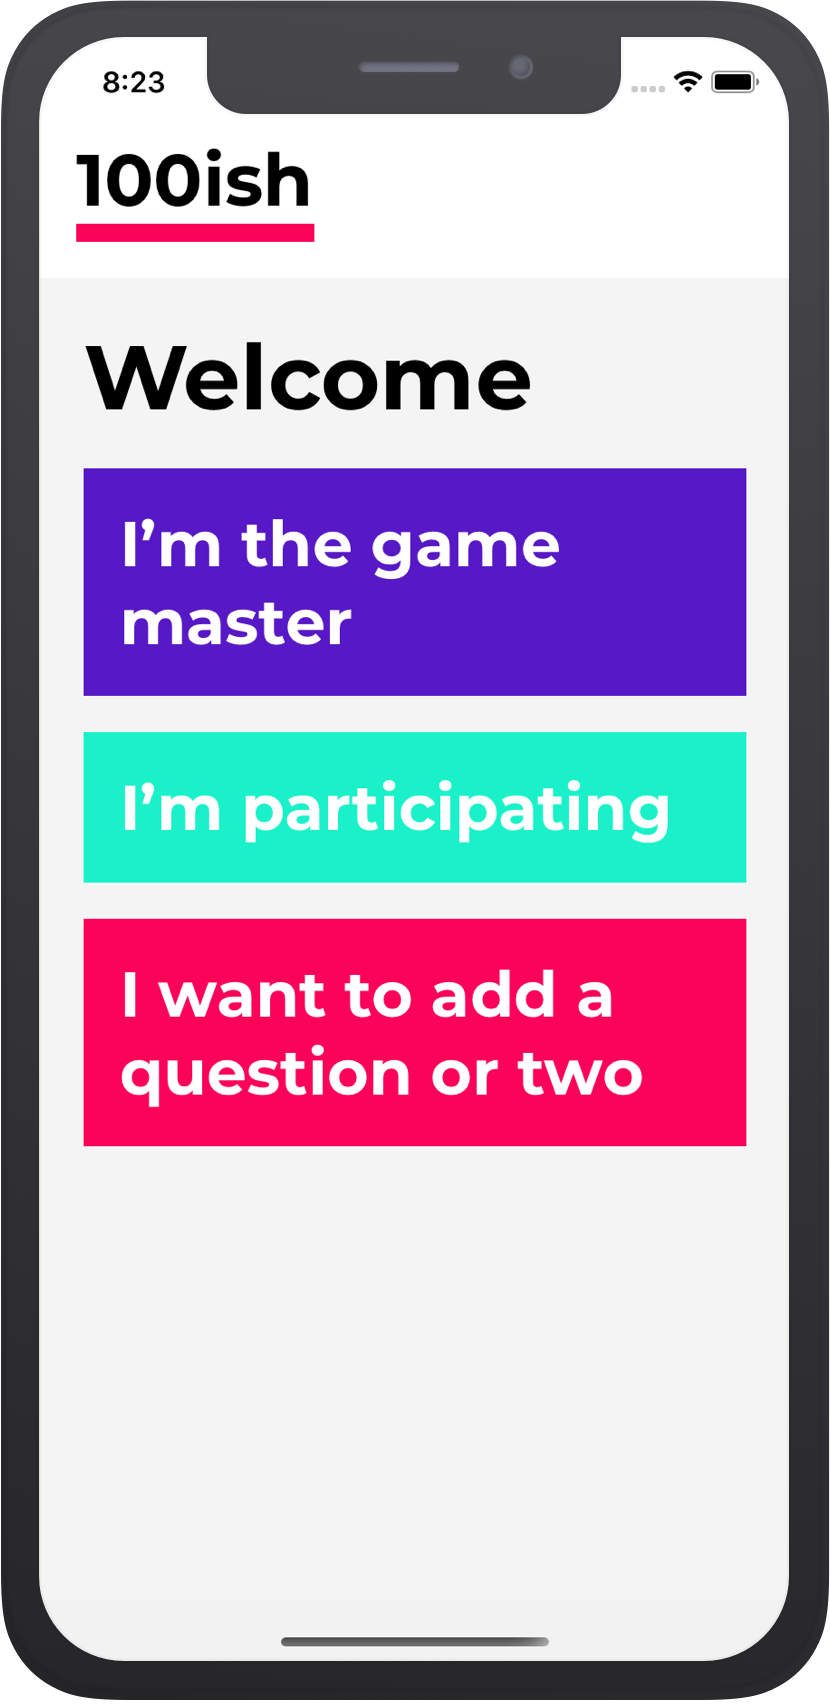 8:23
100ish
Welcome
I’m the game
master
I’m participating
I want to add a
question or two